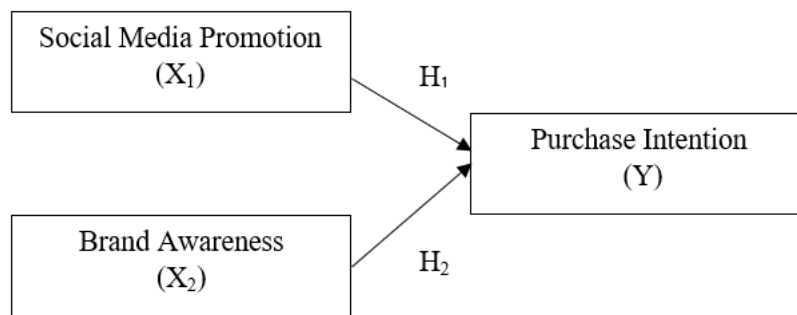 Social Media Promotion
(X₁)
H₁
Purchase Intention
(Y)
Brand Awareness
(X₂)
H₂